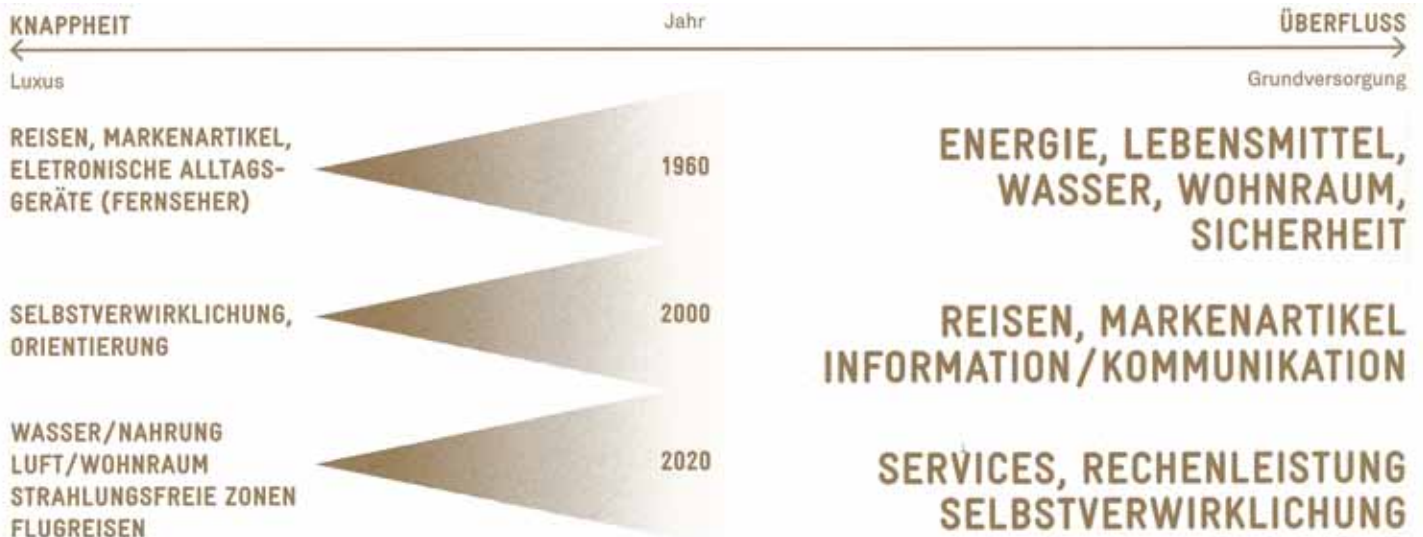 KNAPPHEIT
Jahr
ÜBERFLUSS
Luxus
Grundversorgung
REISEN, MARKENARTIKEL,
ELETRONISCHE ALLTAGS-
GERÄTE (FERNSEHER)
1960
ENERGIE, LEBENSMITTEL,
WASSER, WOHNRAUM,
SICHERHEIT
SELBSTVERWIRKLICHUNG,
ORIENTIERUNG
2000
REISEN, MARKENARTIKEL
INFORMATION/KOMMUNIKATION
WASSER/NAHRUNG
LUFT/WOHNRAUM
STRAHLUNGSFREIE ZONEN
FLUGREISEN
2020
SERVICES, RECHENLEISTUNG
SELBSTVERWIRKLICHUNG